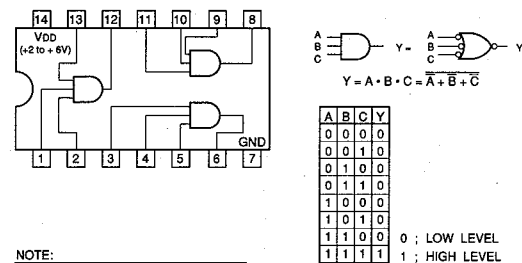 14 13 12 11 10 9 8
VDD
(+2 to + 6V)
GND
1 2 3 4 5 6 7
NOTE:
A
B
C
Y =
A
B
C
Y
Y = A • B • C = A + B + C
A B C Y
0 0 0 0
0 0 1 0
0 1 0 0
0 1 1 0
1 0 0 0
1 0 1 0
1 1 0 0
1 1 1 1
0 ; LOW LEVEL
1 ; HIGH LEVEL